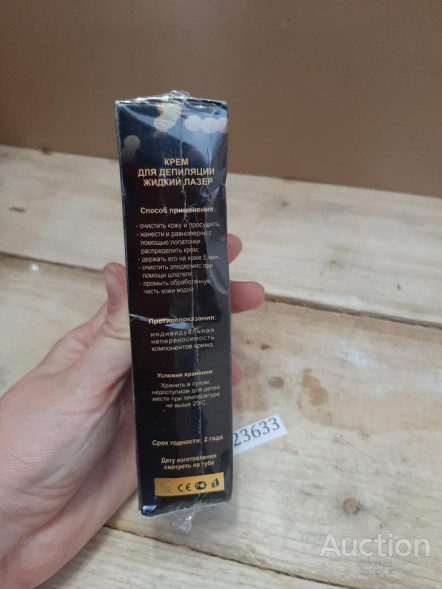 КРЕМ
ДЛЯ ДЕПИЛЯЦИИ
ЖИДКИЙ ЛАЗЕР
Способ применения:
- очистить кожу и просушить
- нанести и равномерно с
помощью лопатки
распределить крем;
- держать его на коже 5 мин.
- очистить эпидермис при
помощи шпателя
- промыть обработанную
часть кожи водой
Противопоказания:
индивидуальная
непереносимость
компонентов крема
Условия хранения:
Хранить в сухом
недоступном для детей
месте при температуре
не выше 25°С
Срок годности: 2 года
Дату изготовления
смотреть на тубе
CE
23633
Auction